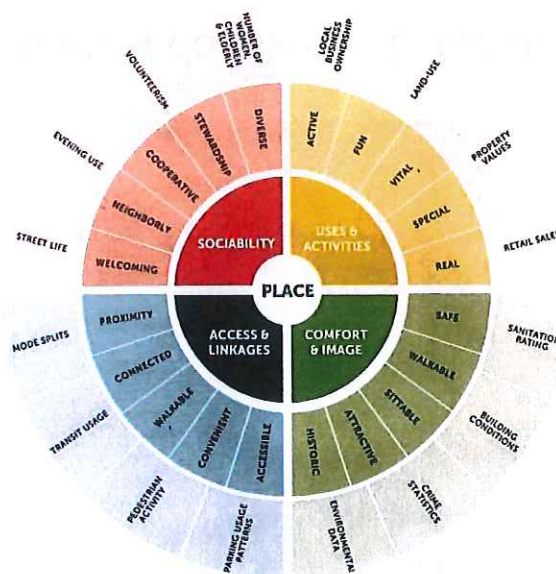 NUMBER OF
WOMEN,
CHILDREN
& ELDERLY
VOLUNTEERISM
EVENING USE
STREET LIFE
LOCAL
BUSINESS
OWNERSHIP
LAND-USE
PROPERTY
VALUES
RETAIL SALES
DIVERSE
STEWARDSHIP
COOPERATIVE
NEIGHBORLY
WELCOMING
ACTIVE
FUN
VITAL
SPECIAL
REAL
SOCIABILITY
USES &
ACTIVITIES
PLACE
ACCESS &
LINKAGES
COMFORT
& IMAGE
PROXIMITY
CONNECTED
WALKABLE
CONVENIENT
ACCESSIBLE
SAFE
WALKABLE
SITTABLE
ATTRACTIVE
HISTORIC
MODE SPLITS
TRANSIT USAGE
PEDESTRIAN
ACTIVITY
PARKING USAGE
PATTERNS
SANITATION
RATING
BUILDING
CONDITIONS
CRIME
STATISTICS
ENVIRONMENTAL
DATA